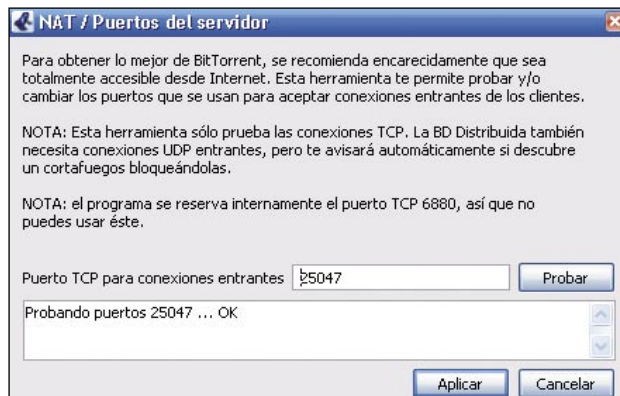 NAT / Puertos del servidor
Para obtener lo mejor de BitTorrent, se recomienda encarecidamente que sea
totalmente accesible desde Internet. Esta herramienta te permite probar y/o
cambiar los puertos que se usan para aceptar conexiones entrantes de los clientes.
NOTA: Esta herramienta sólo prueba las conexiones TCP. La BD Distribuida también
necesita conexiones UDP entrantes, pero te avisará automáticamente si descubre
un cortafuegos bloqueándolas.
NOTA: el programa se reserva internamente el puerto TCP 6880, así que no
puedes usar éste.
Puerto TCP para conexiones entrantes 25047 Probar
Probando puertos 25047 ... OK
Aplicar Cancelar